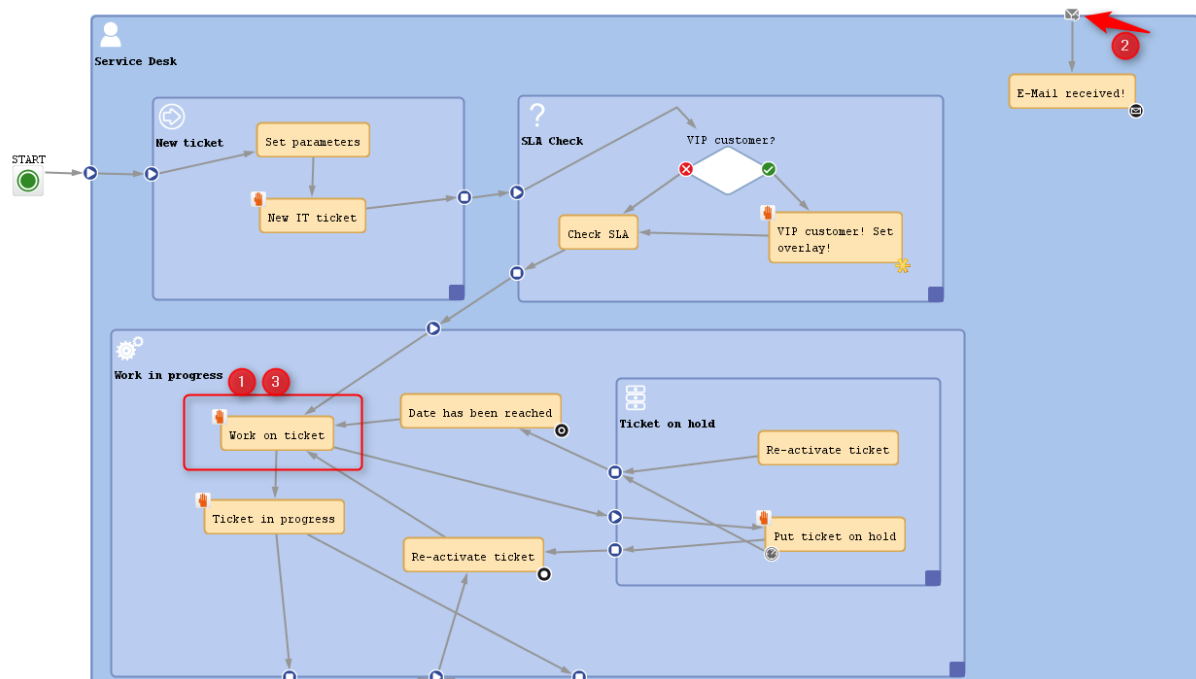 Service Desk
2
E-Mail received!
START
New ticket
Set parameters
New IT ticket
?
SLA Check
VIP customer?
Check SLA
VIP customer! Set
overlay!
Work in progress
1 3
Work on ticket
Date has been reached
Ticket on hold
Re-activate ticket
Ticket in progress
Put ticket on hold
Re-activate ticket